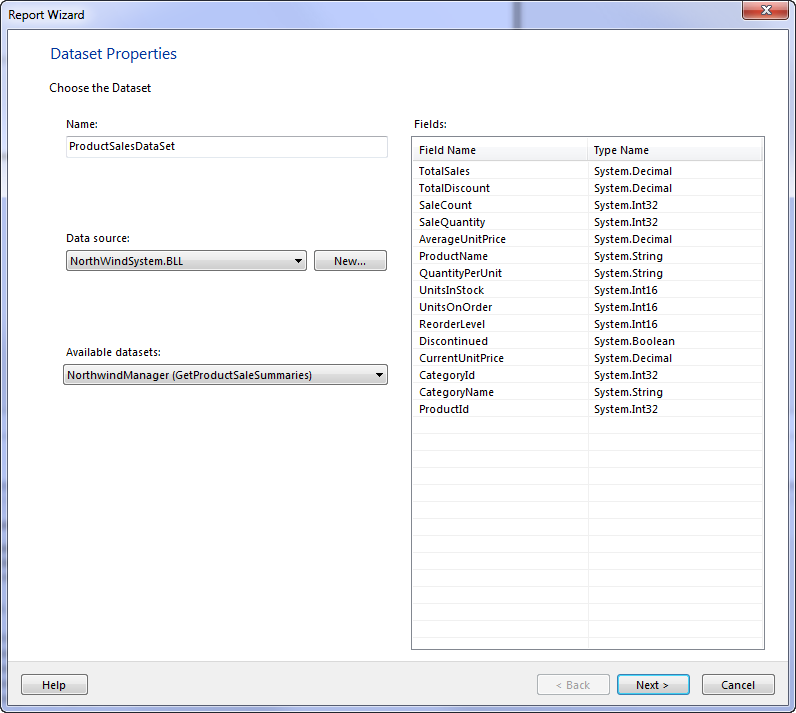 Report Wizard
Dataset Properties
Choose the Dataset
Name:
ProductSalesDataSet
Data source:
NorthWindSystem.BLL
New...
Available datasets:
NorthwindManager (GetProductSaleSummaries)
Fields:
Field Name Type Name
TotalSales System.Decimal
TotalDiscount System.Decimal
SaleCount System.Int32
SaleQuantity System.Int32
AverageUnitPrice System.Decimal
ProductName System.String
QuantityPerUnit System.String
UnitsInStock System.Int16
UnitsOnOrder System.Int16
ReorderLevel System.Int16
Discontinued System.Boolean
CurrentUnitPrice System.Decimal
CategoryId System.Int32
CategoryName System.String
ProductId System.Int32
Help
< Back
Next >
Cancel